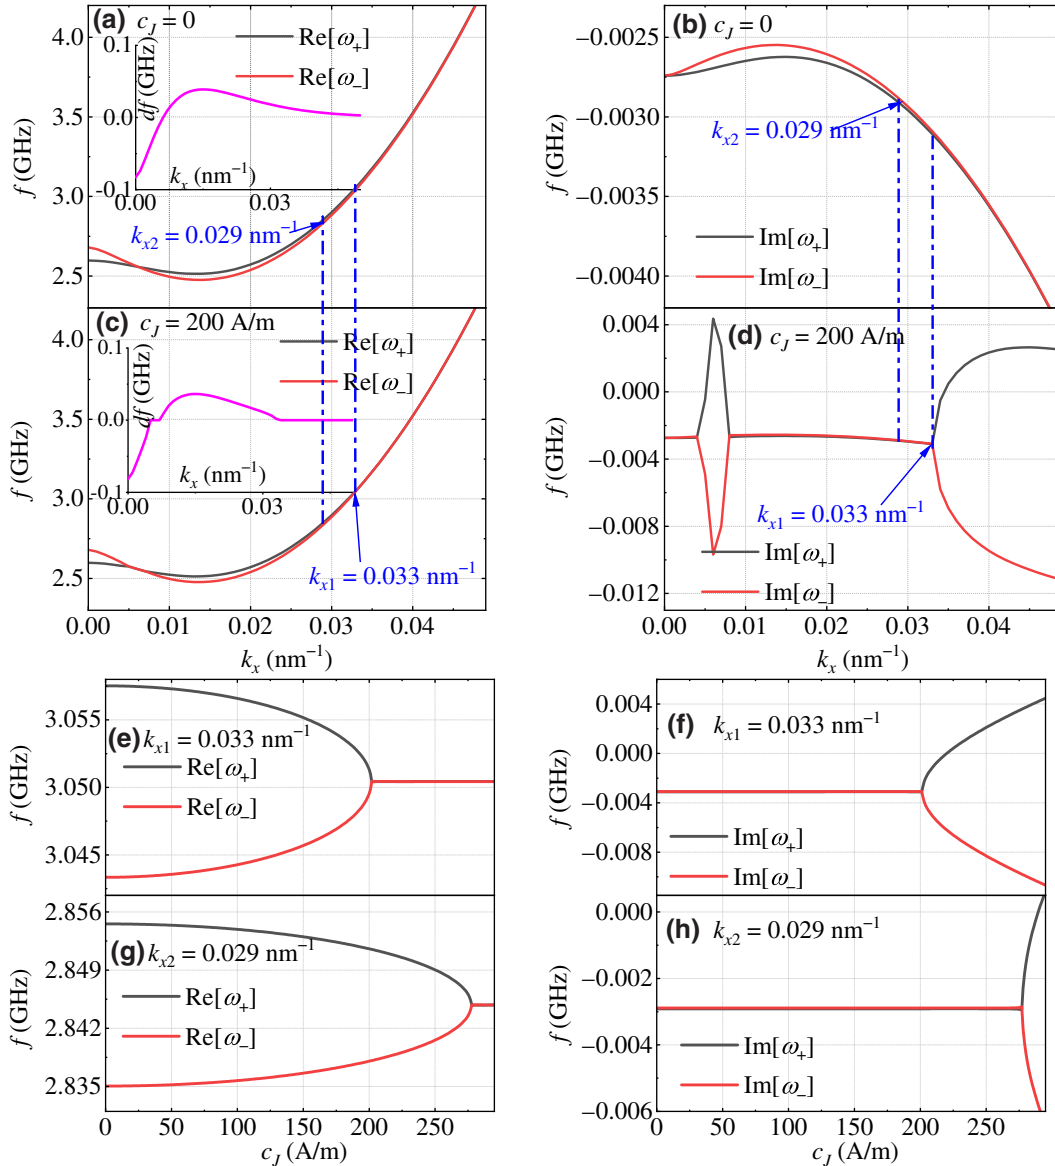 (a) c_J = 0
4.0
3.5
3.0
2.5
f (GHz)
Re[ω₊]
Re[ω₋]
0.1
0.0
-0.1
df (GHz)
kₓ (nm⁻¹)
0.00 0.03
k_x2 = 0.029 nm⁻¹
(b) c_J = 0
−0.0025
−0.0030
−0.0035
−0.0040
f (GHz)
k_x2 = 0.029 nm⁻¹
Im[ω₊]
Im[ω₋]
(c) c_J = 200 A/m
4.0
3.5
3.0
2.5
f (GHz)
Re[ω₊]
Re[ω₋]
0.1
0.0
-0.1
df (GHz)
kₓ (nm⁻¹)
0.00 0.03
k_x1 = 0.033 nm⁻¹
0.00 0.01 0.02 0.03 0.04
kₓ (nm⁻¹)
(d) c_J = 200 A/m
0.004
0.000
−0.004
−0.008
−0.012
f (GHz)
k_x1 = 0.033 nm⁻¹
Im[ω₊]
Im[ω₋]
0.00 0.01 0.02 0.03 0.04
kₓ (nm⁻¹)
(e) k_x1 = 0.033 nm⁻¹
3.055
3.050
3.045
f (GHz)
Re[ω₊]
Re[ω₋]
(f) k_x1 = 0.033 nm⁻¹
0.004
0.000
−0.004
−0.008
f (GHz)
Im[ω₊]
Im[ω₋]
(g) k_x2 = 0.029 nm⁻¹
2.856
2.849
2.842
2.835
f (GHz)
Re[ω₊]
Re[ω₋]
0 50 100 150 200 250
c_J (A/m)
(h) k_x2 = 0.029 nm⁻¹
0.000
−0.002
−0.004
−0.006
f (GHz)
Im[ω₊]
Im[ω₋]
0 50 100 150 200 250
c_J (A/m)